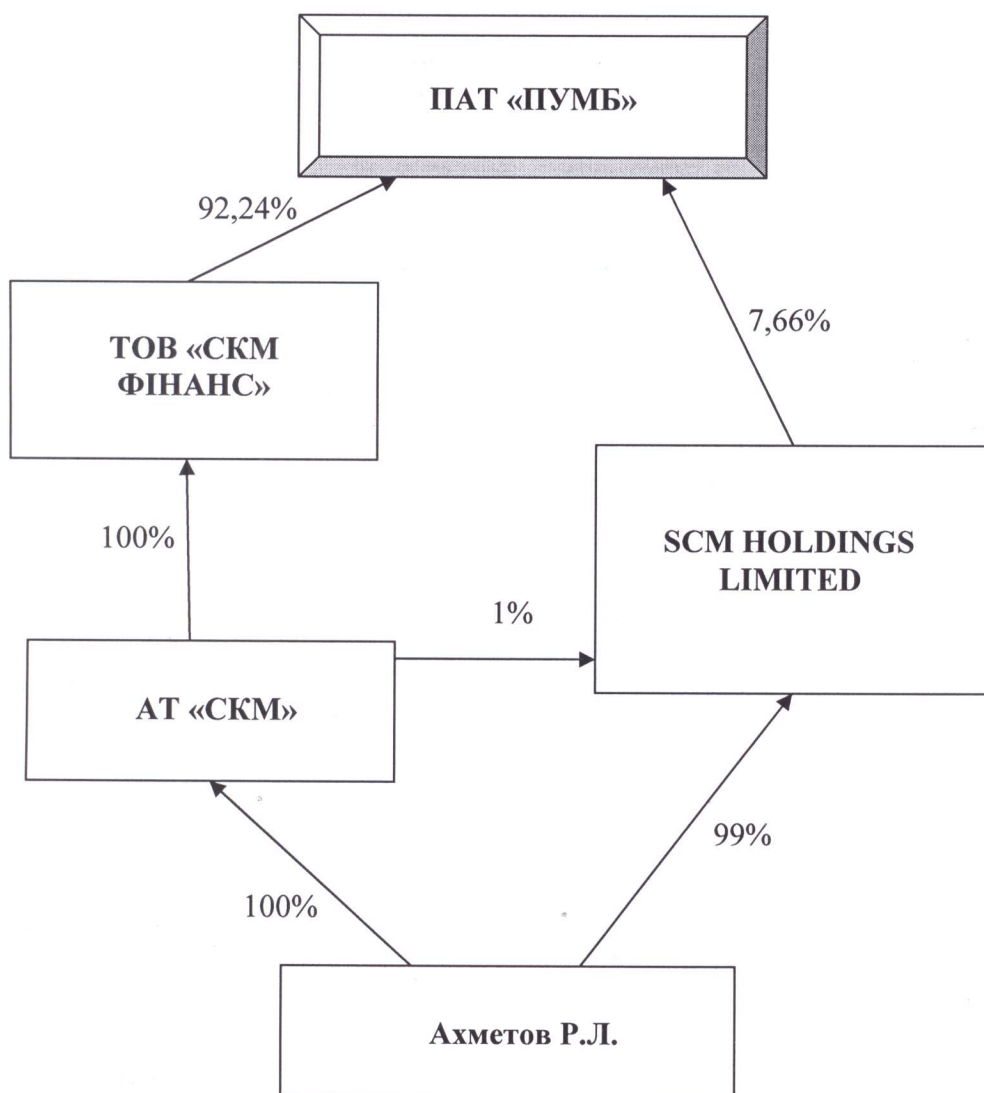 ПАТ «ПУМБ»
92,24%
7,66%
ТОВ «СКМ
ФІНАНС»
100%
SCM HOLDINGS
LIMITED
1%
АТ «СКМ»
99%
100%
Ахметов Р.Л.